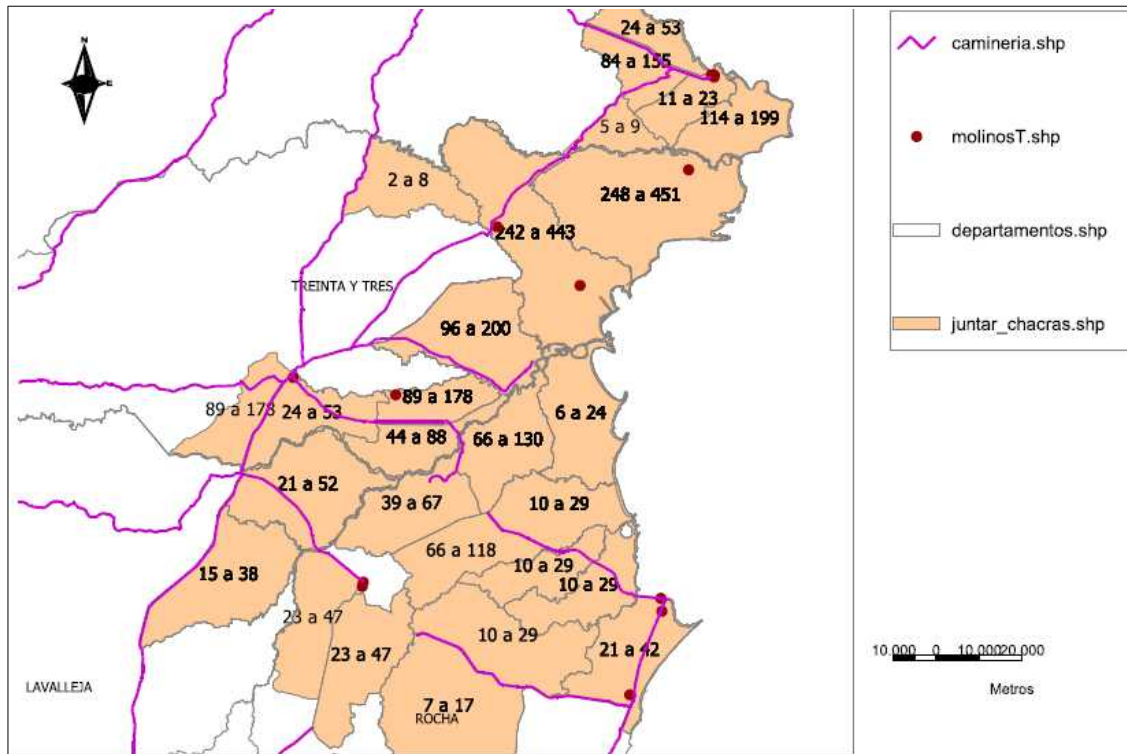 24 a 53
N
84 a 155
E
11 a 23
114 a 199
5 a 9
2 a 8
248 a 451
242 a 443
TREINTA Y TRES
96 a 200
89 a 178
89 a 178
24 a 53
6 a 24
44 a 88
66 a 130
21 a 52
39 a 67
10 a 29
66 a 118
10 a 29
10 a 29
15 a 38
23 a 47
10 a 29
21 a 42
23 a 47
LAVALLEJA
7 a 17
ROCHA
camineria.shp
molinosT.shp
departamentos.shp
juntar_chacras.shp
10.000 0 10.00020.000
Metros